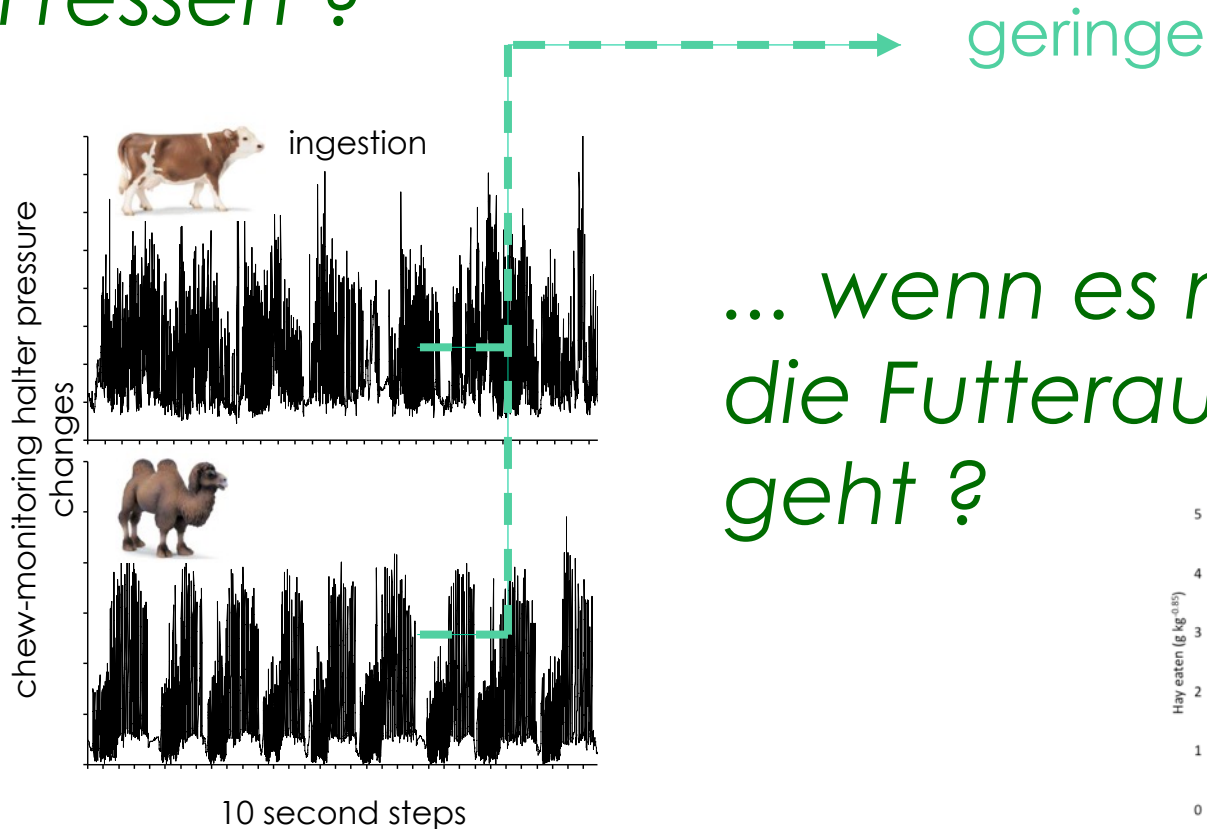 ressen ?
geringe
ingestion
chew-monitoring halter pressure
changes
10 second steps
... wenn es
die Futterau
geht ?
Hay eaten (g kg-0.85)
5
4
3
2
1
0